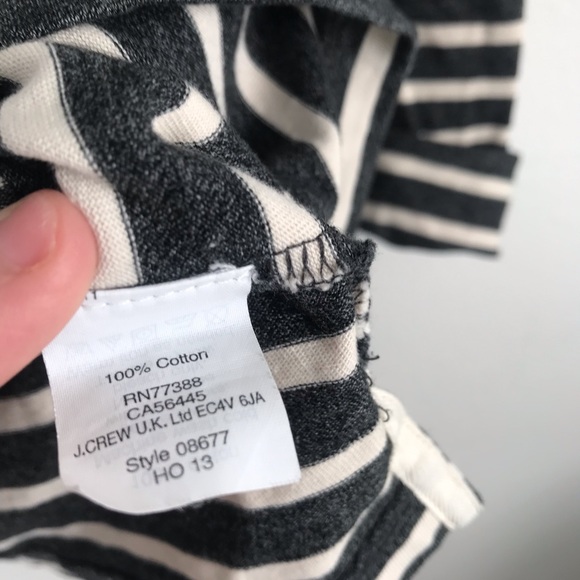 100% Cotton
RN77388
CA56445
J.CREW U.K. Ltd EC4V 6JA
Style 08677
HO 13